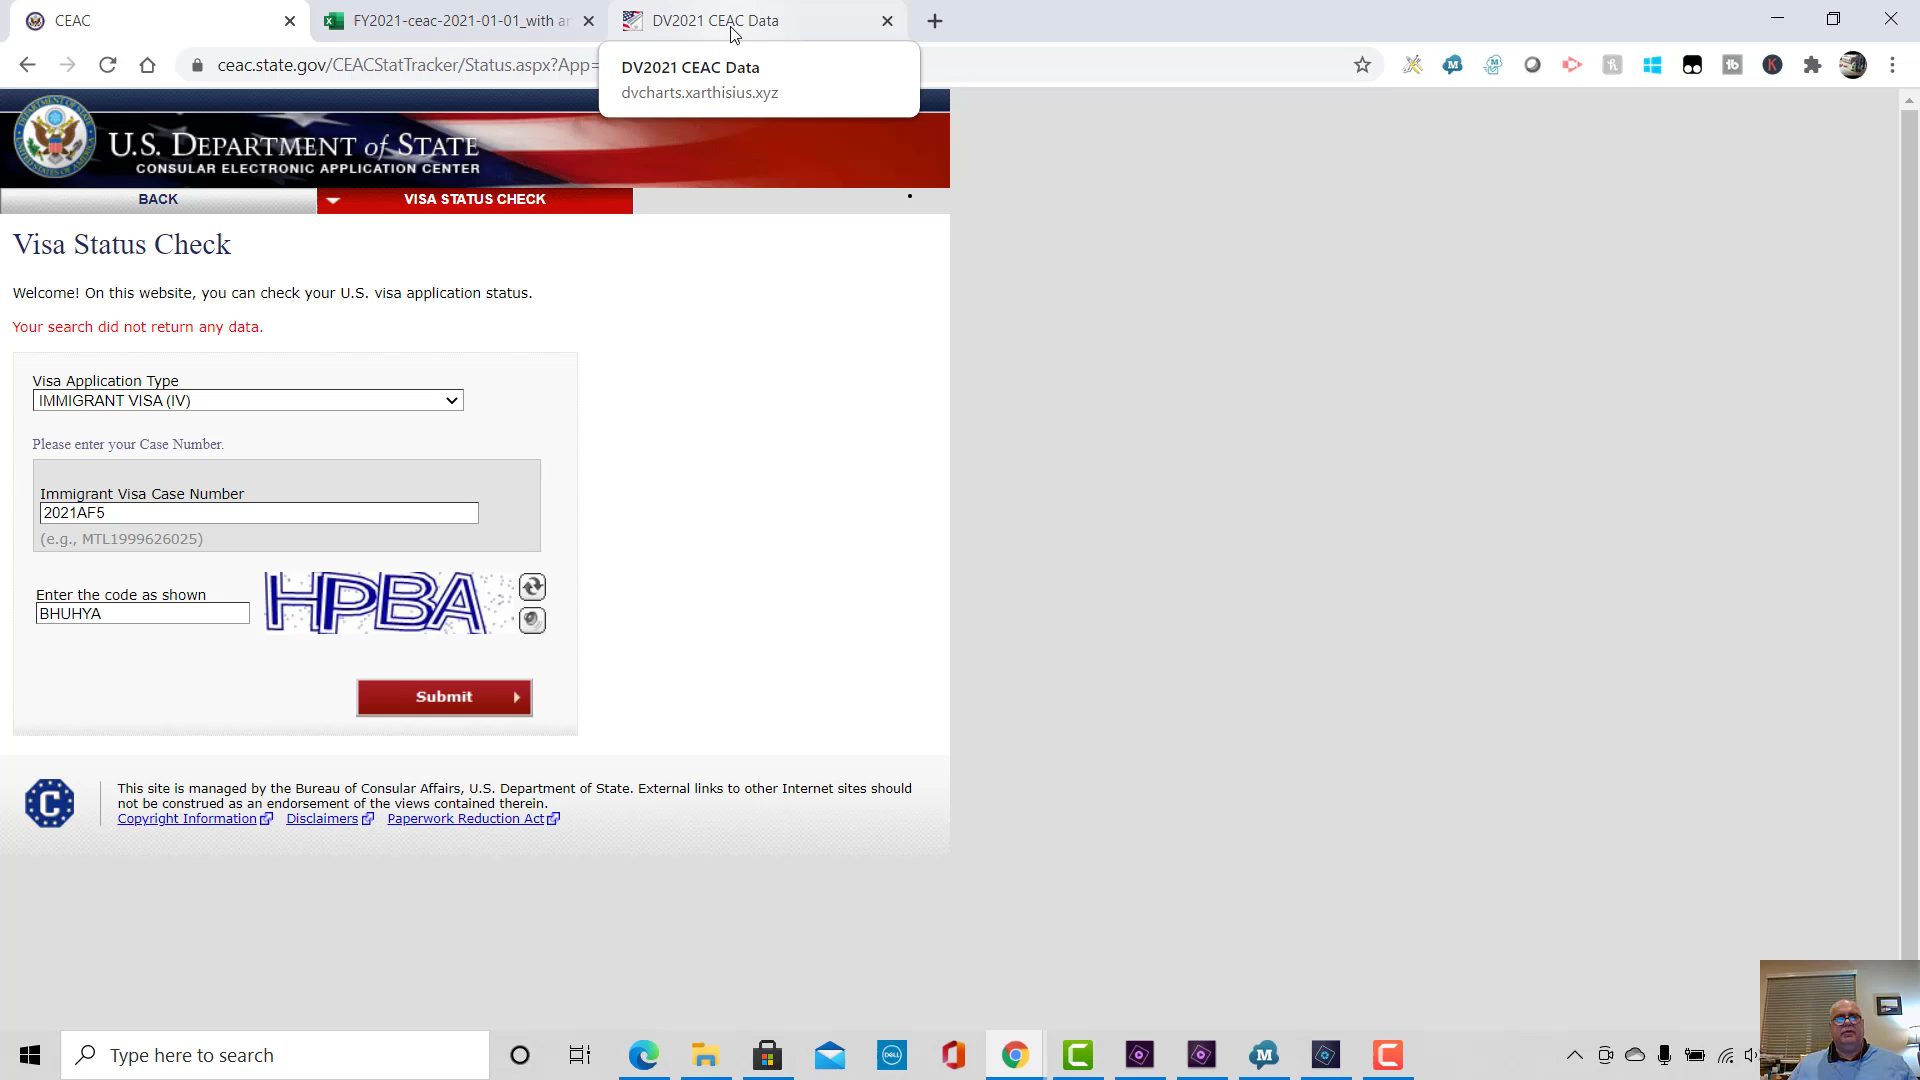 CEAC
FY2021-ceac-2021-01-01_with an
DV2021 CEAC Data
ceac.state.gov/CEACStatTracker/Status.aspx?App=
DV2021 CEAC Data
dvcharts.xarthisius.xyz
U.S. DEPARTMENT of STATE
CONSULAR ELECTRONIC APPLICATION CENTER
BACK
VISA STATUS CHECK
Visa Status Check
Welcome! On this website, you can check your U.S. visa application status.
Your search did not return any data.
Visa Application Type
IMMIGRANT VISA (IV)
Please enter your Case Number.
Immigrant Visa Case Number
2021AF5
(e.g., MTL1999626025)
Enter the code as shown
BHUHYA
HPBA
Submit
This site is managed by the Bureau of Consular Affairs, U.S. Department of State. External links to other Internet sites should
not be construed as an endorsement of the views contained therein.
Copyright Information Disclaimers Paperwork Reduction Act
Type here to search